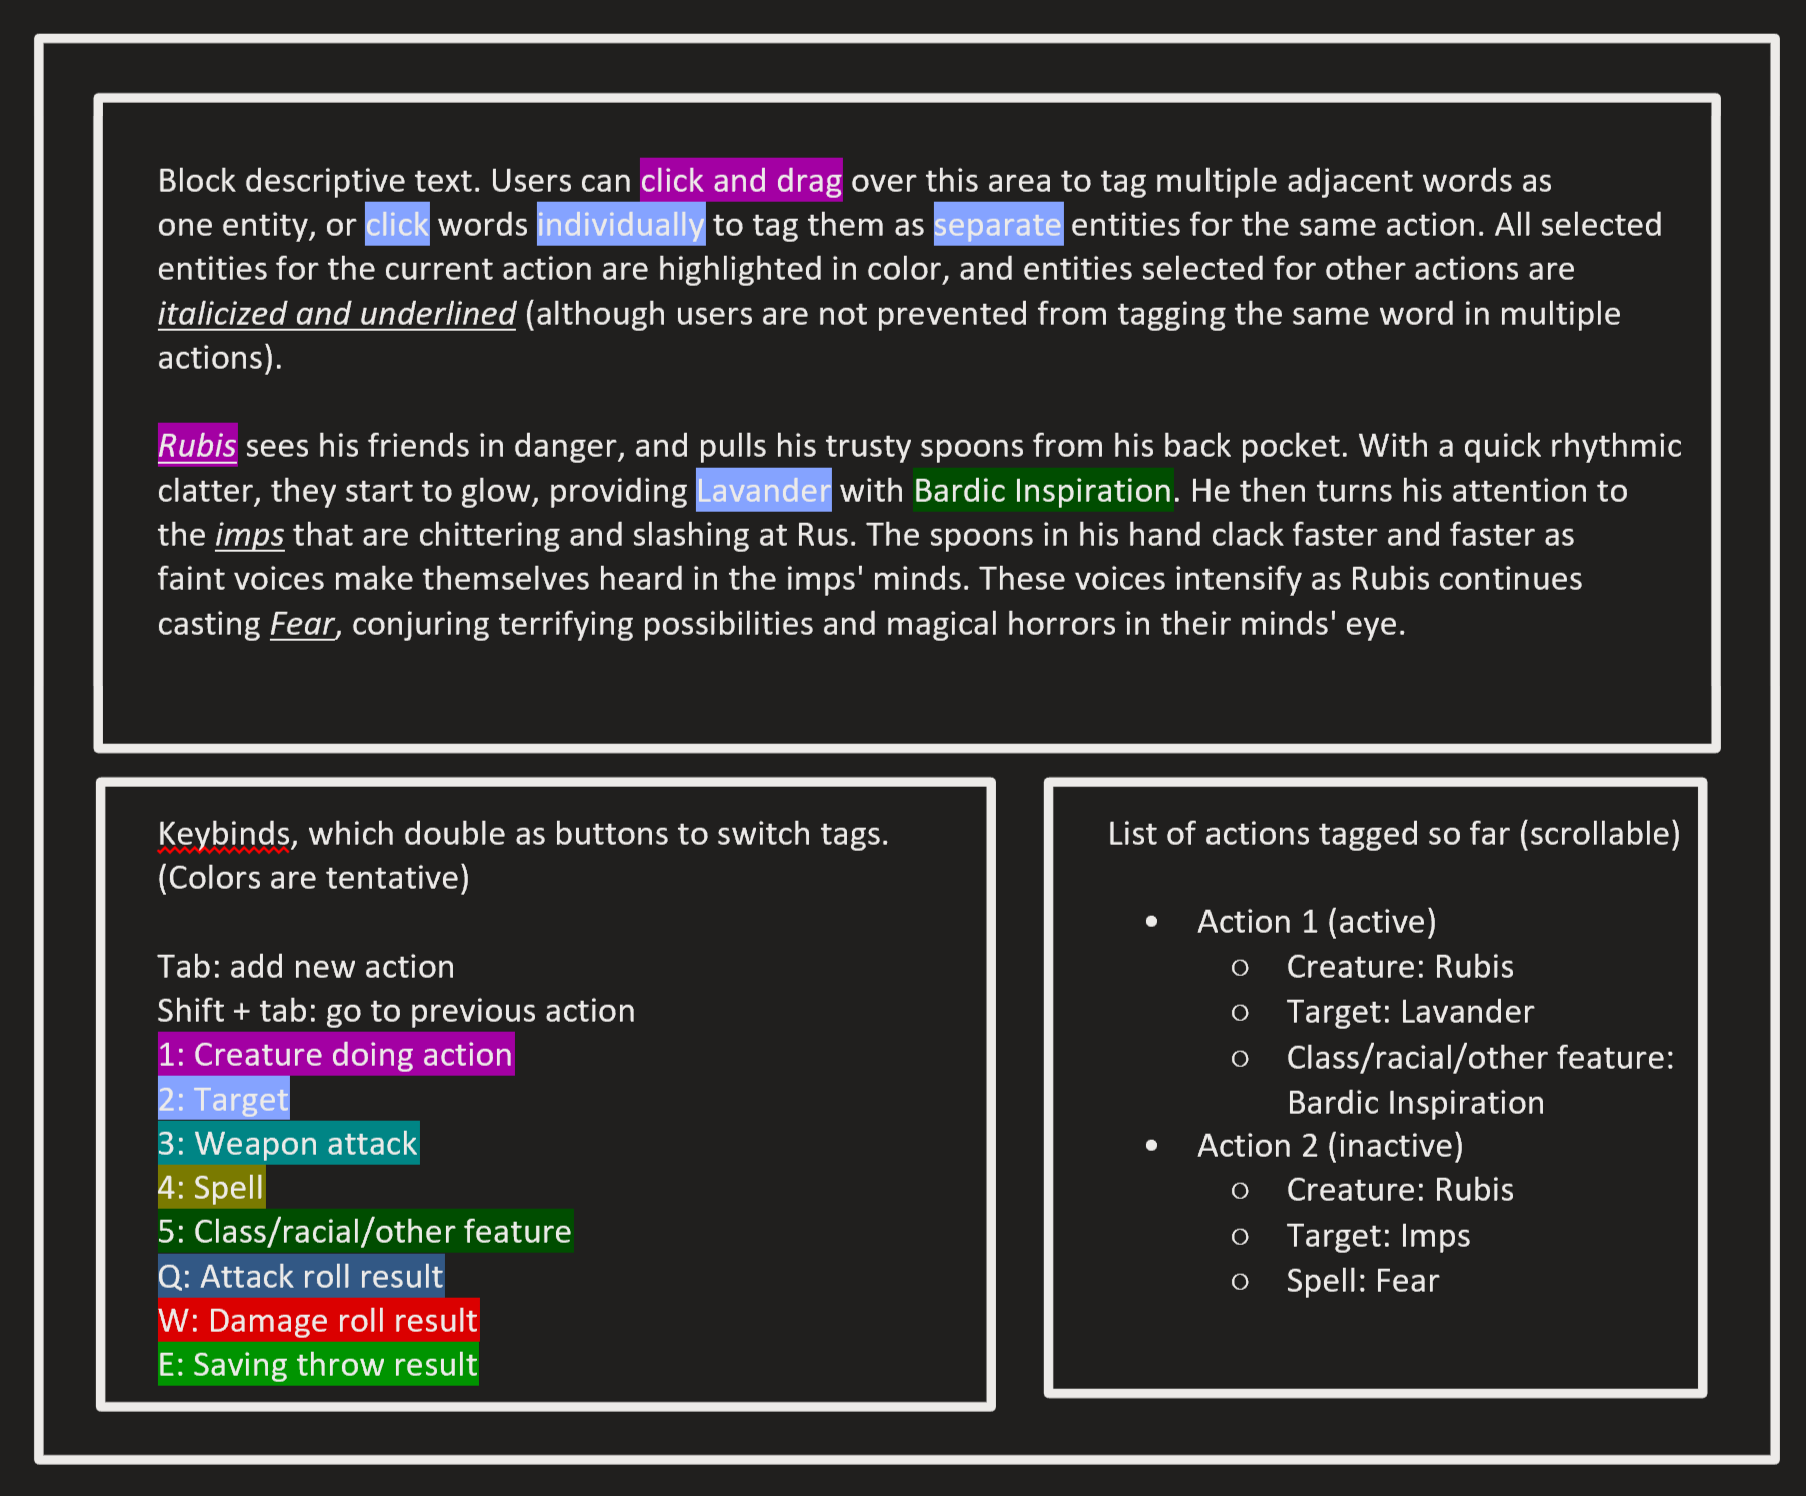 Block descriptive text. Users can click and drag over this area to tag multiple adjacent words as
one entity, or click words individually to tag them as separate entities for the same action. All selected
entities for the current action are highlighted in color, and entities selected for other actions are
italicized and underlined (although users are not prevented from tagging the same word in multiple
actions).
Rubis sees his friends in danger, and pulls his trusty spoons from his back pocket. With a quick rhythmic
clatter, they start to glow, providing Lavander with Bardic Inspiration. He then turns his attention to
the imps that are chittering and slashing at Rus. The spoons in his hand clack faster and faster as
faint voices make themselves heard in the imps' minds. These voices intensify as Rubis continues
casting Fear, conjuring terrifying possibilities and magical horrors in their minds' eye.
Keybinds, which double as buttons to switch tags.
(Colors are tentative)
Tab: add new action
Shift + tab: go to previous action
1: Creature doing action
2: Target
3: Weapon attack
4: Spell
5: Class/racial/other feature
Q: Attack roll result
W: Damage roll result
E: Saving throw result
List of actions tagged so far (scrollable)
• Action 1 (active)
o Creature: Rubis
o Target: Lavander
o Class/racial/other feature:
Bardic Inspiration
• Action 2 (inactive)
o Creature: Rubis
o Target: Imps
o Spell: Fear